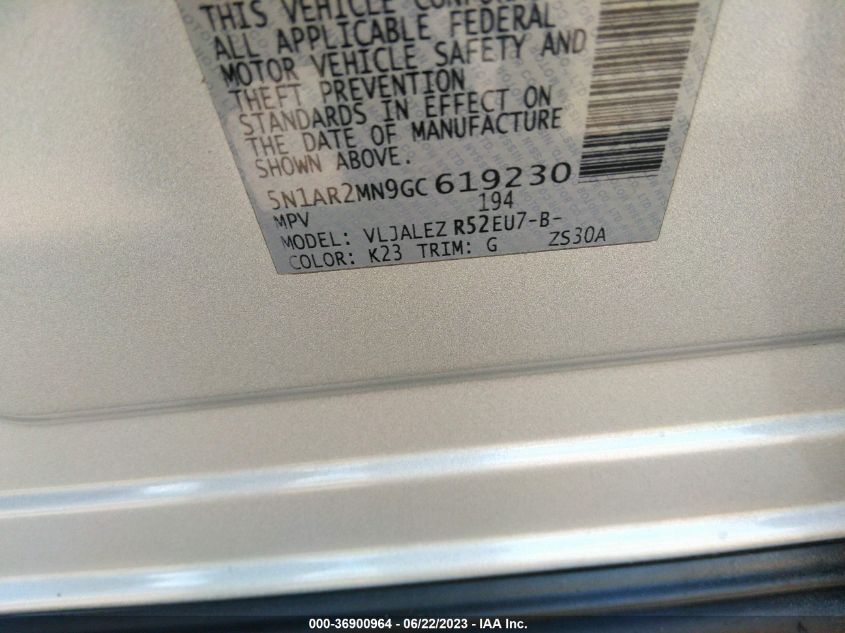 THIS VEHICLE CONFOR
ALL APPLICABLE FEDERAL
MOTOR VEHICLE SAFETY AND
THEFT PREVENTION
STANDARDS IN EFFECT ON
THE DATE OF MANUFACTURE
SHOWN ABOVE.
5N1AR2MN9GC619230
MPV 194
MODEL: VLJALEZ R52EU7-B-
COLOR: K23 TRIM: G ZS30A
000-36900964 / 06/22/2023 - IAA Inc.